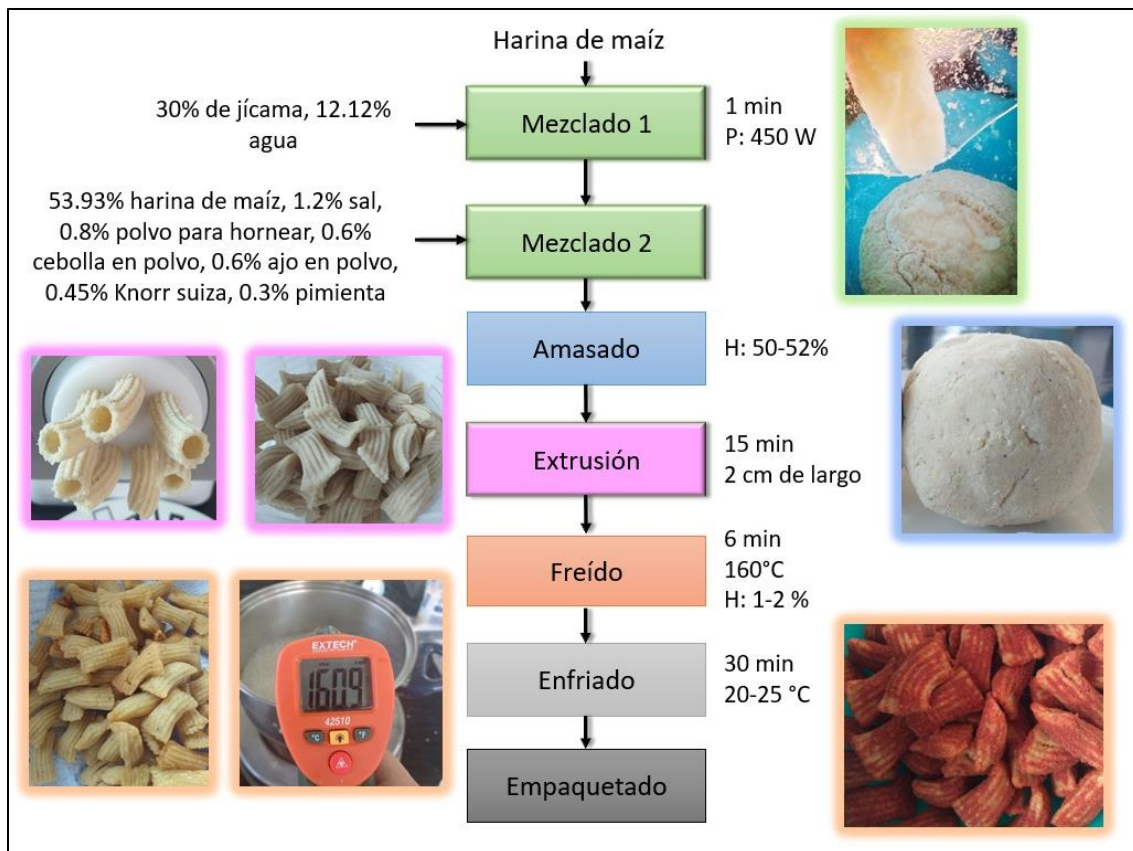 Harina de maíz
30% de jícama, 12.12%
agua
Mezclado 1
1 min
P: 450 W
53.93% harina de maíz, 1.2% sal,
0.8% polvo para hornear, 0.6%
cebolla en polvo, 0.6% ajo en polvo,
0.45% Knorr suiza, 0.3% pimienta
Mezclado 2
Amasado
H: 50-52%
Extrusión
15 min
2 cm de largo
Freído
6 min
160°C
H: 1-2 %
EXTECH
160.9
42510
°C
°F
Enfriado
30 min
20-25 °C
Empaquetado